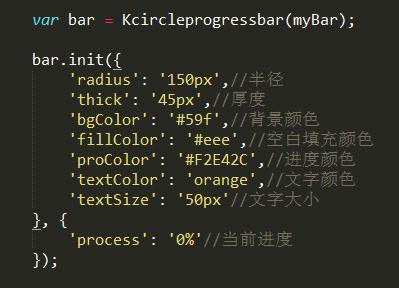 var bar = Kcircleprogressbar(myBar);
bar.init({
'radius': '150px',//半径
'thick': '45px',//厚度
'bgColor': '#59f',//背景颜色
'fillColor': '#eee',//空白填充颜色
'proColor': '#F2E42C',//进度颜色
'textColor': 'orange',//文字颜色
'textSize': '50px'//文字大小
}, {
'process': '0%'//当前进度
});